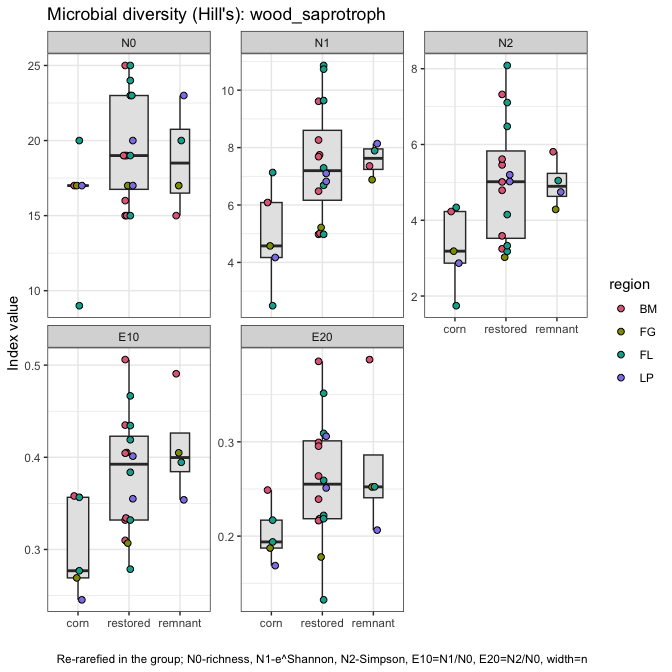 Microbial diversity (Hill's): wood_saprotroph
N0
N1
N2
25
20
15
10
10
8
6
4
8
6
4
2
corn
restored
remnant
Index value
region
BM
FG
FL
LP
E10
E20
0.5
0.4
0.3
0.3
0.2
corn
restored
remnant
corn
restored
remnant
Re-rarefied in the group; N0-richness, N1-e^Shannon, N2-Simpson, E10=N1/N0, E20=N2/N0, width=n